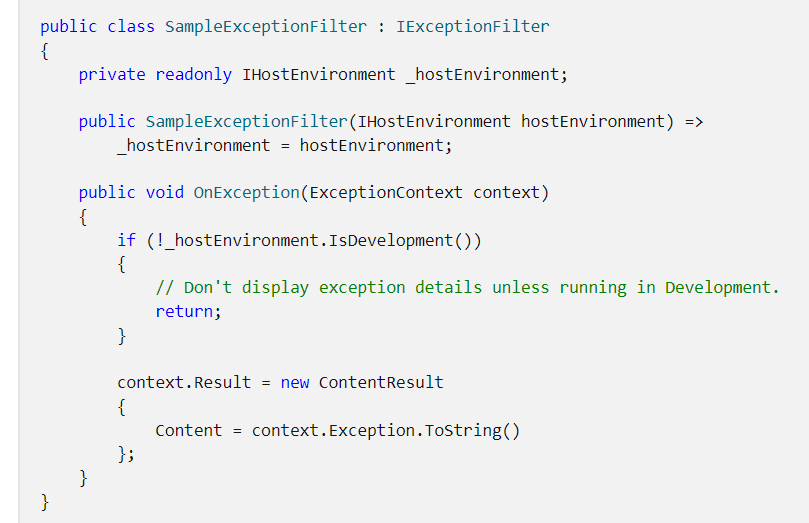 public class SampleExceptionFilter : IExceptionFilter
{
    private readonly IHostEnvironment _hostEnvironment;

    public SampleExceptionFilter(IHostEnvironment hostEnvironment) =>
        _hostEnvironment = hostEnvironment;

    public void OnException(ExceptionContext context)
    {
        if (!_hostEnvironment.IsDevelopment())
        {
            // Don't display exception details unless running in Development.
            return;
        }

        context.Result = new ContentResult
        {
            Content = context.Exception.ToString()
        };
    }
}